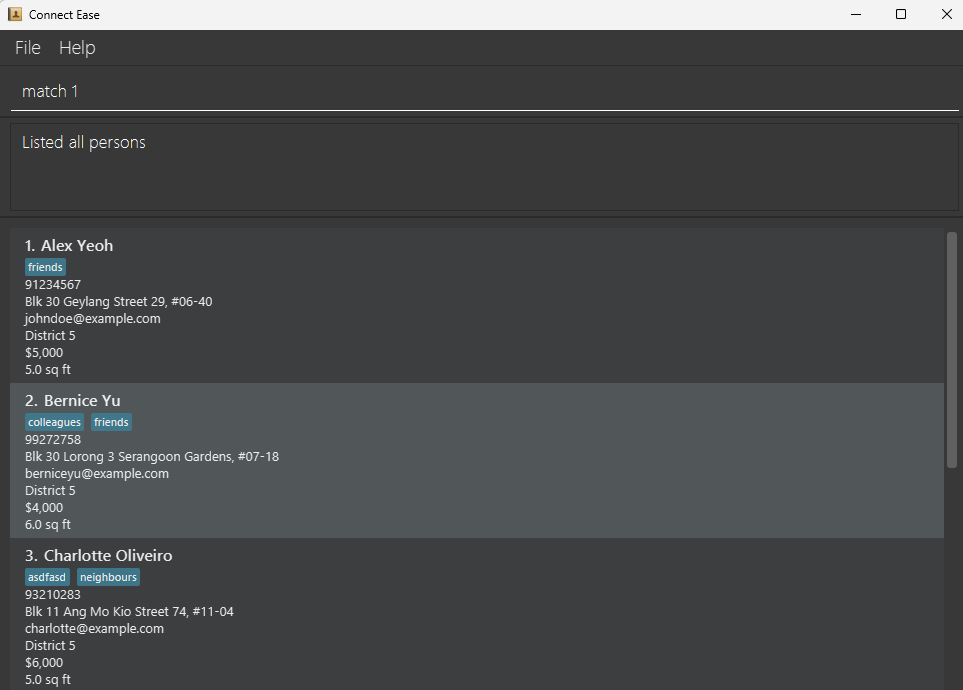 Connect Ease
File Help
match 1
Listed all persons
1. Alex Yeoh
friends
91234567
Blk 30 Geylang Street 29, #06-40
johndoe@example.com
District 5
$5,000
5.0 sq ft
2. Bernice Yu
colleagues friends
99272758
Blk 30 Lorong 3 Serangoon Gardens, #07-18
berniceyu@example.com
District 5
$4,000
6.0 sq ft
3. Charlotte Oliveiro
asdfasd neighbours
93210283
Blk 11 Ang Mo Kio Street 74, #11-04
charlotte@example.com
District 5
$6,000
5.0 sq ft